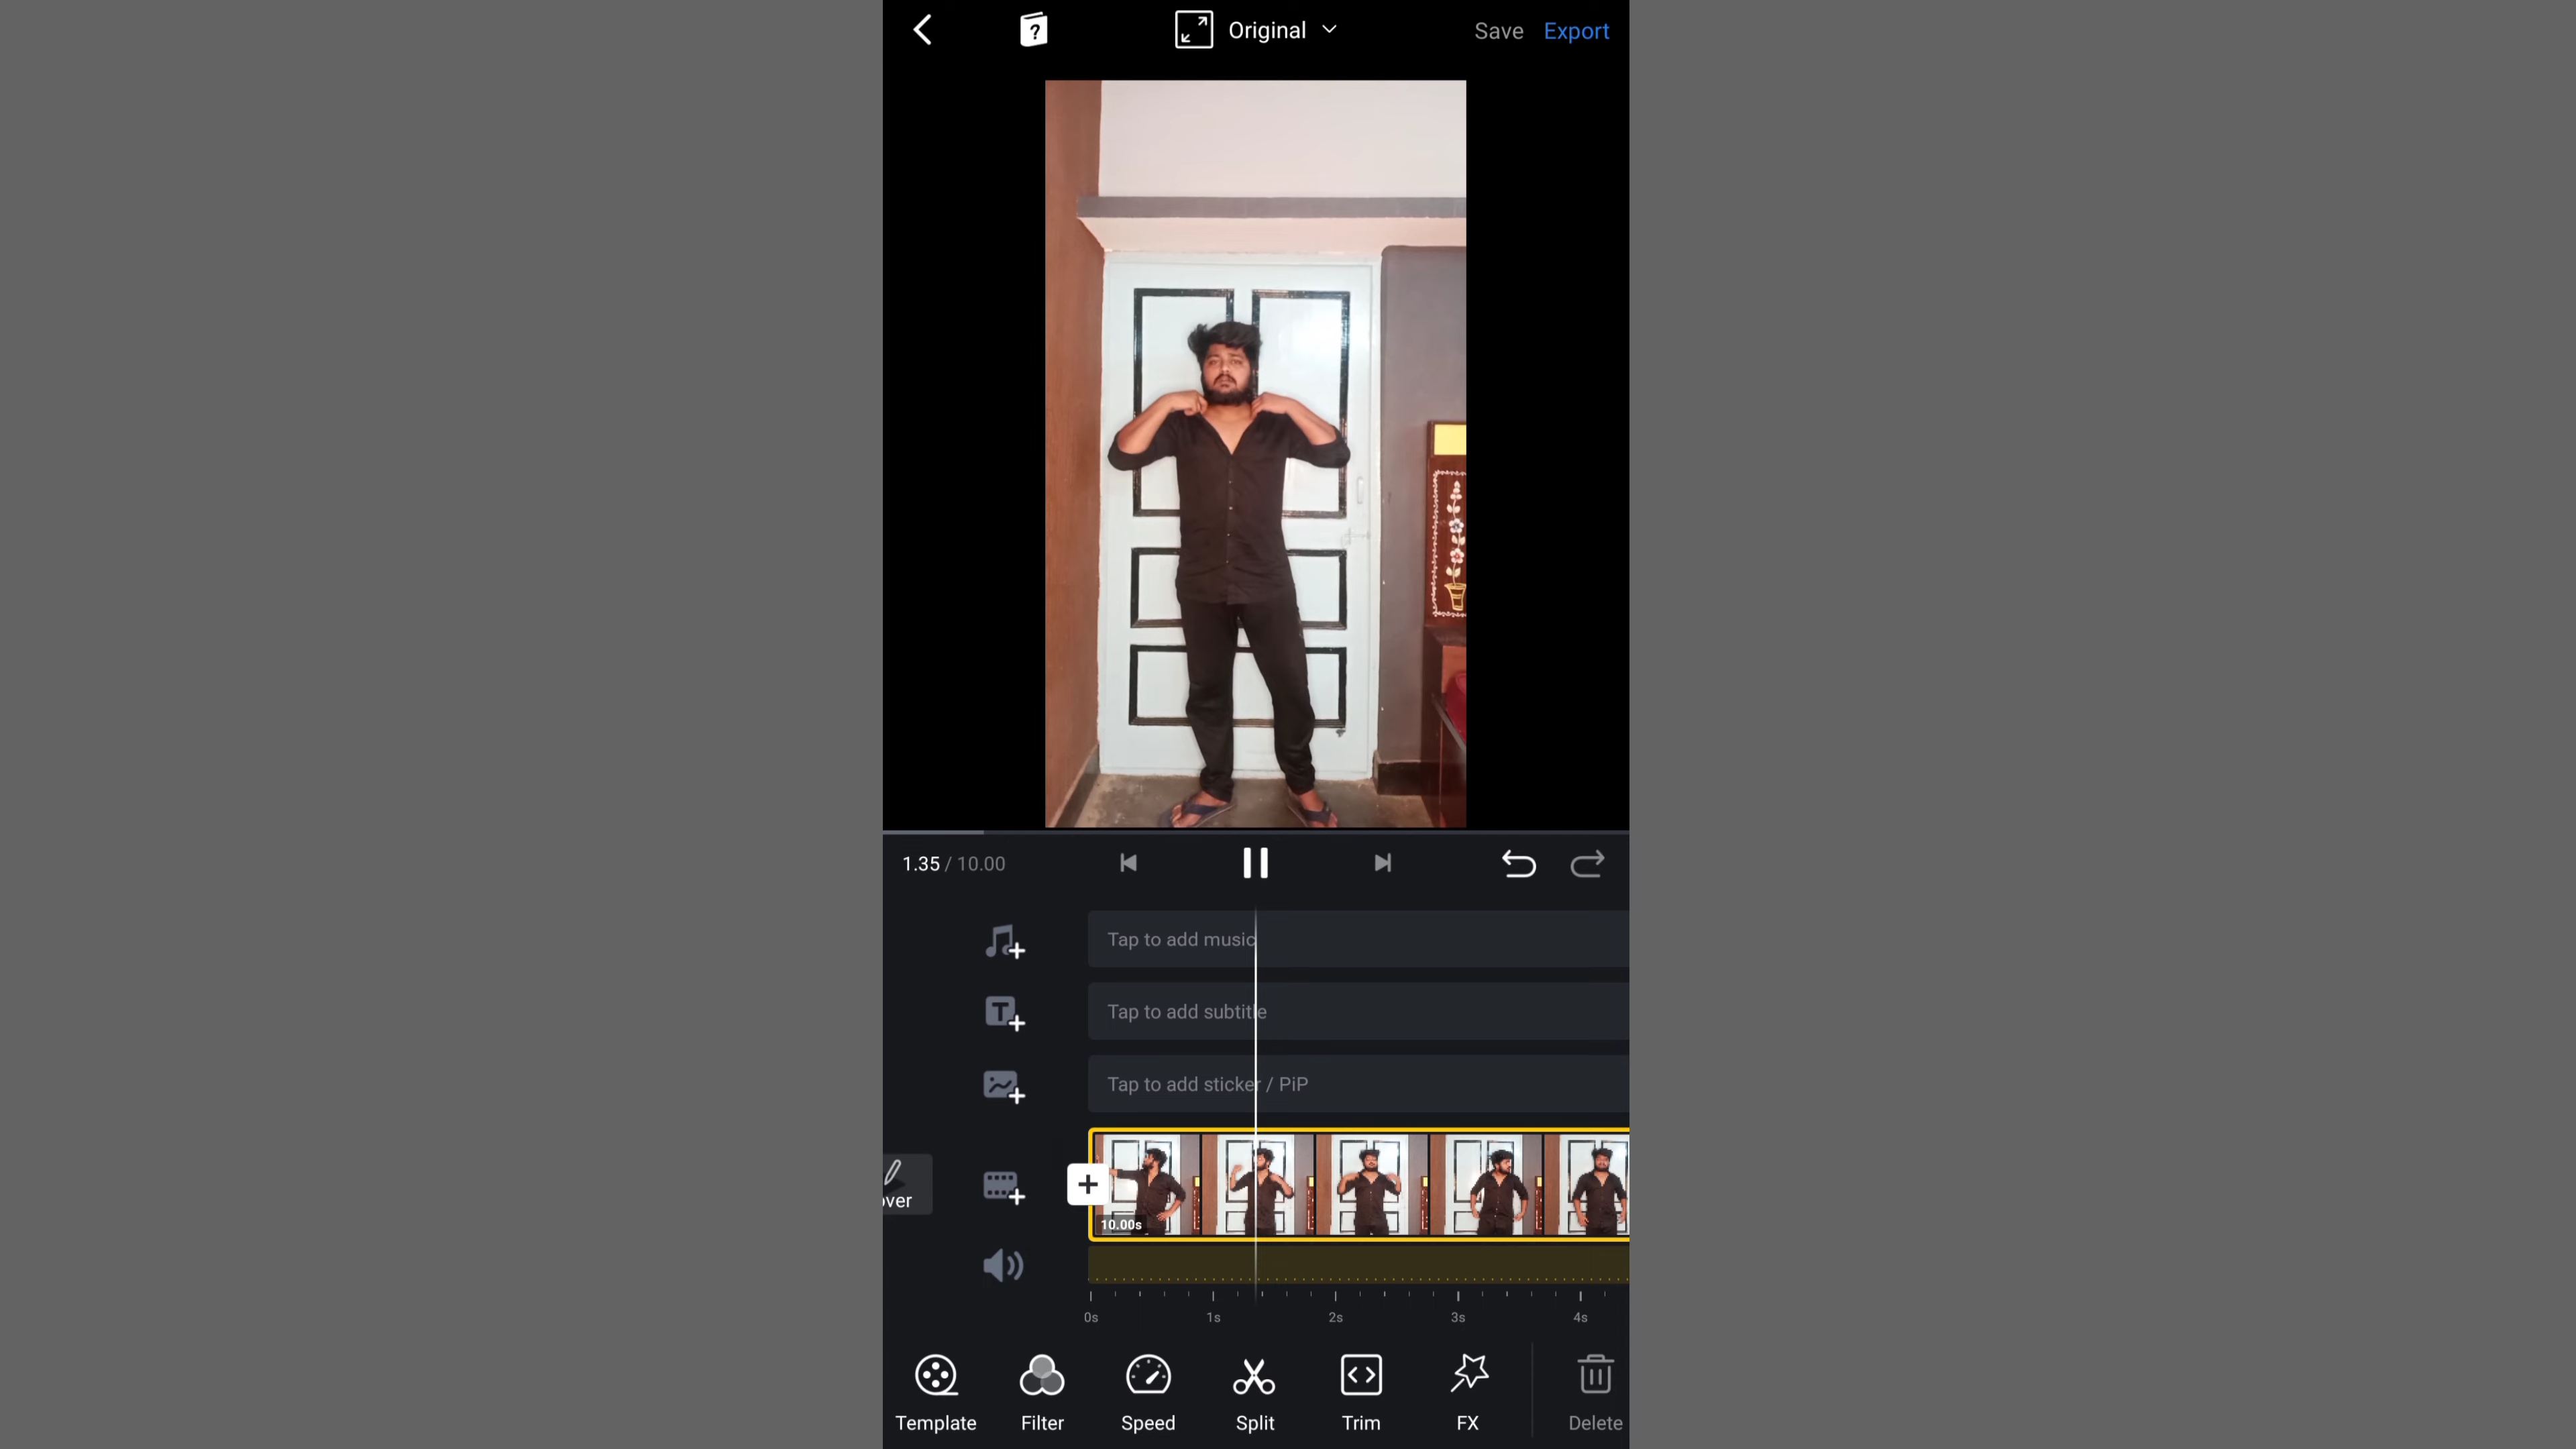 ? Original Save Export
1.35 / 10.00
Tap to add music
T Tap to add subtitle
Tap to add sticker / PiP
over
10.00s
0s 1s 2s 3s 4s
Template Filter Speed Split Trim FX Delete